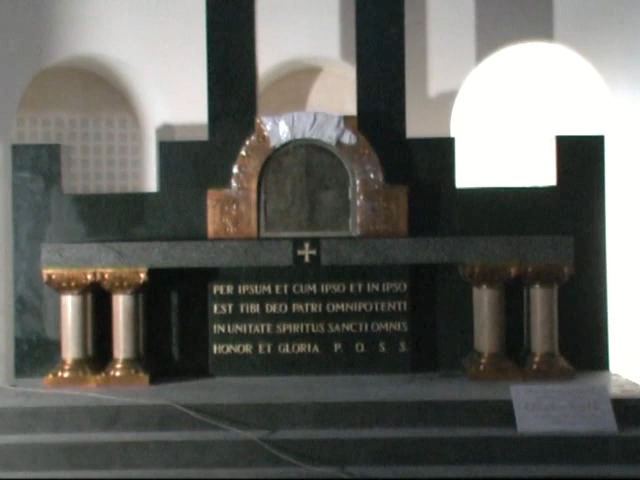 PER IPSUM ET CUM IPSO ET IN IPSO
EST TIBI DEO PATRI OMNIPOTENTI
IN UNITATE SPIRITUS SANCTI OMNIS
HONOR ET GLORIA P. O. S. S.